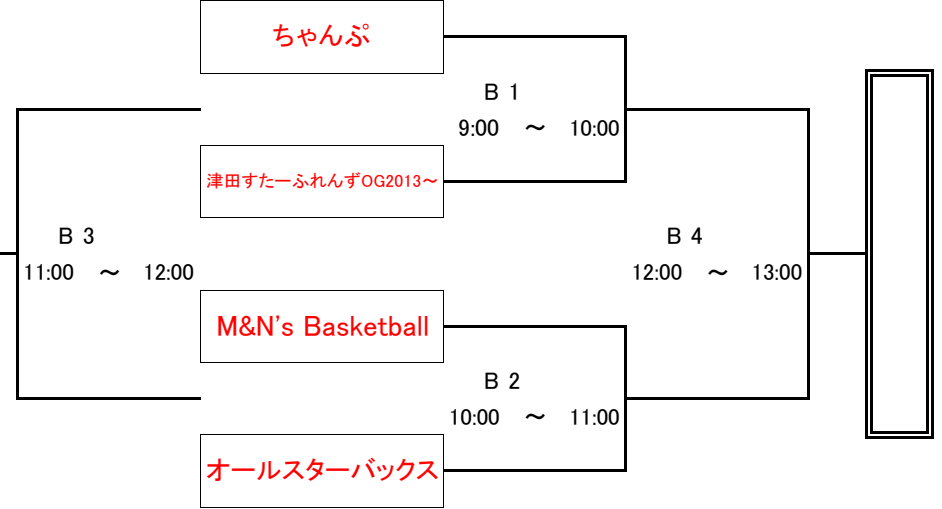 ちゃんぷ
B 1
9:00 ～ 10:00
津田すたーふれんずOG2013～
B 3
11:00 ～ 12:00
B 4
12:00 ～ 13:00
M&N's Basketball
B 2
10:00 ～ 11:00
オールスターバックス